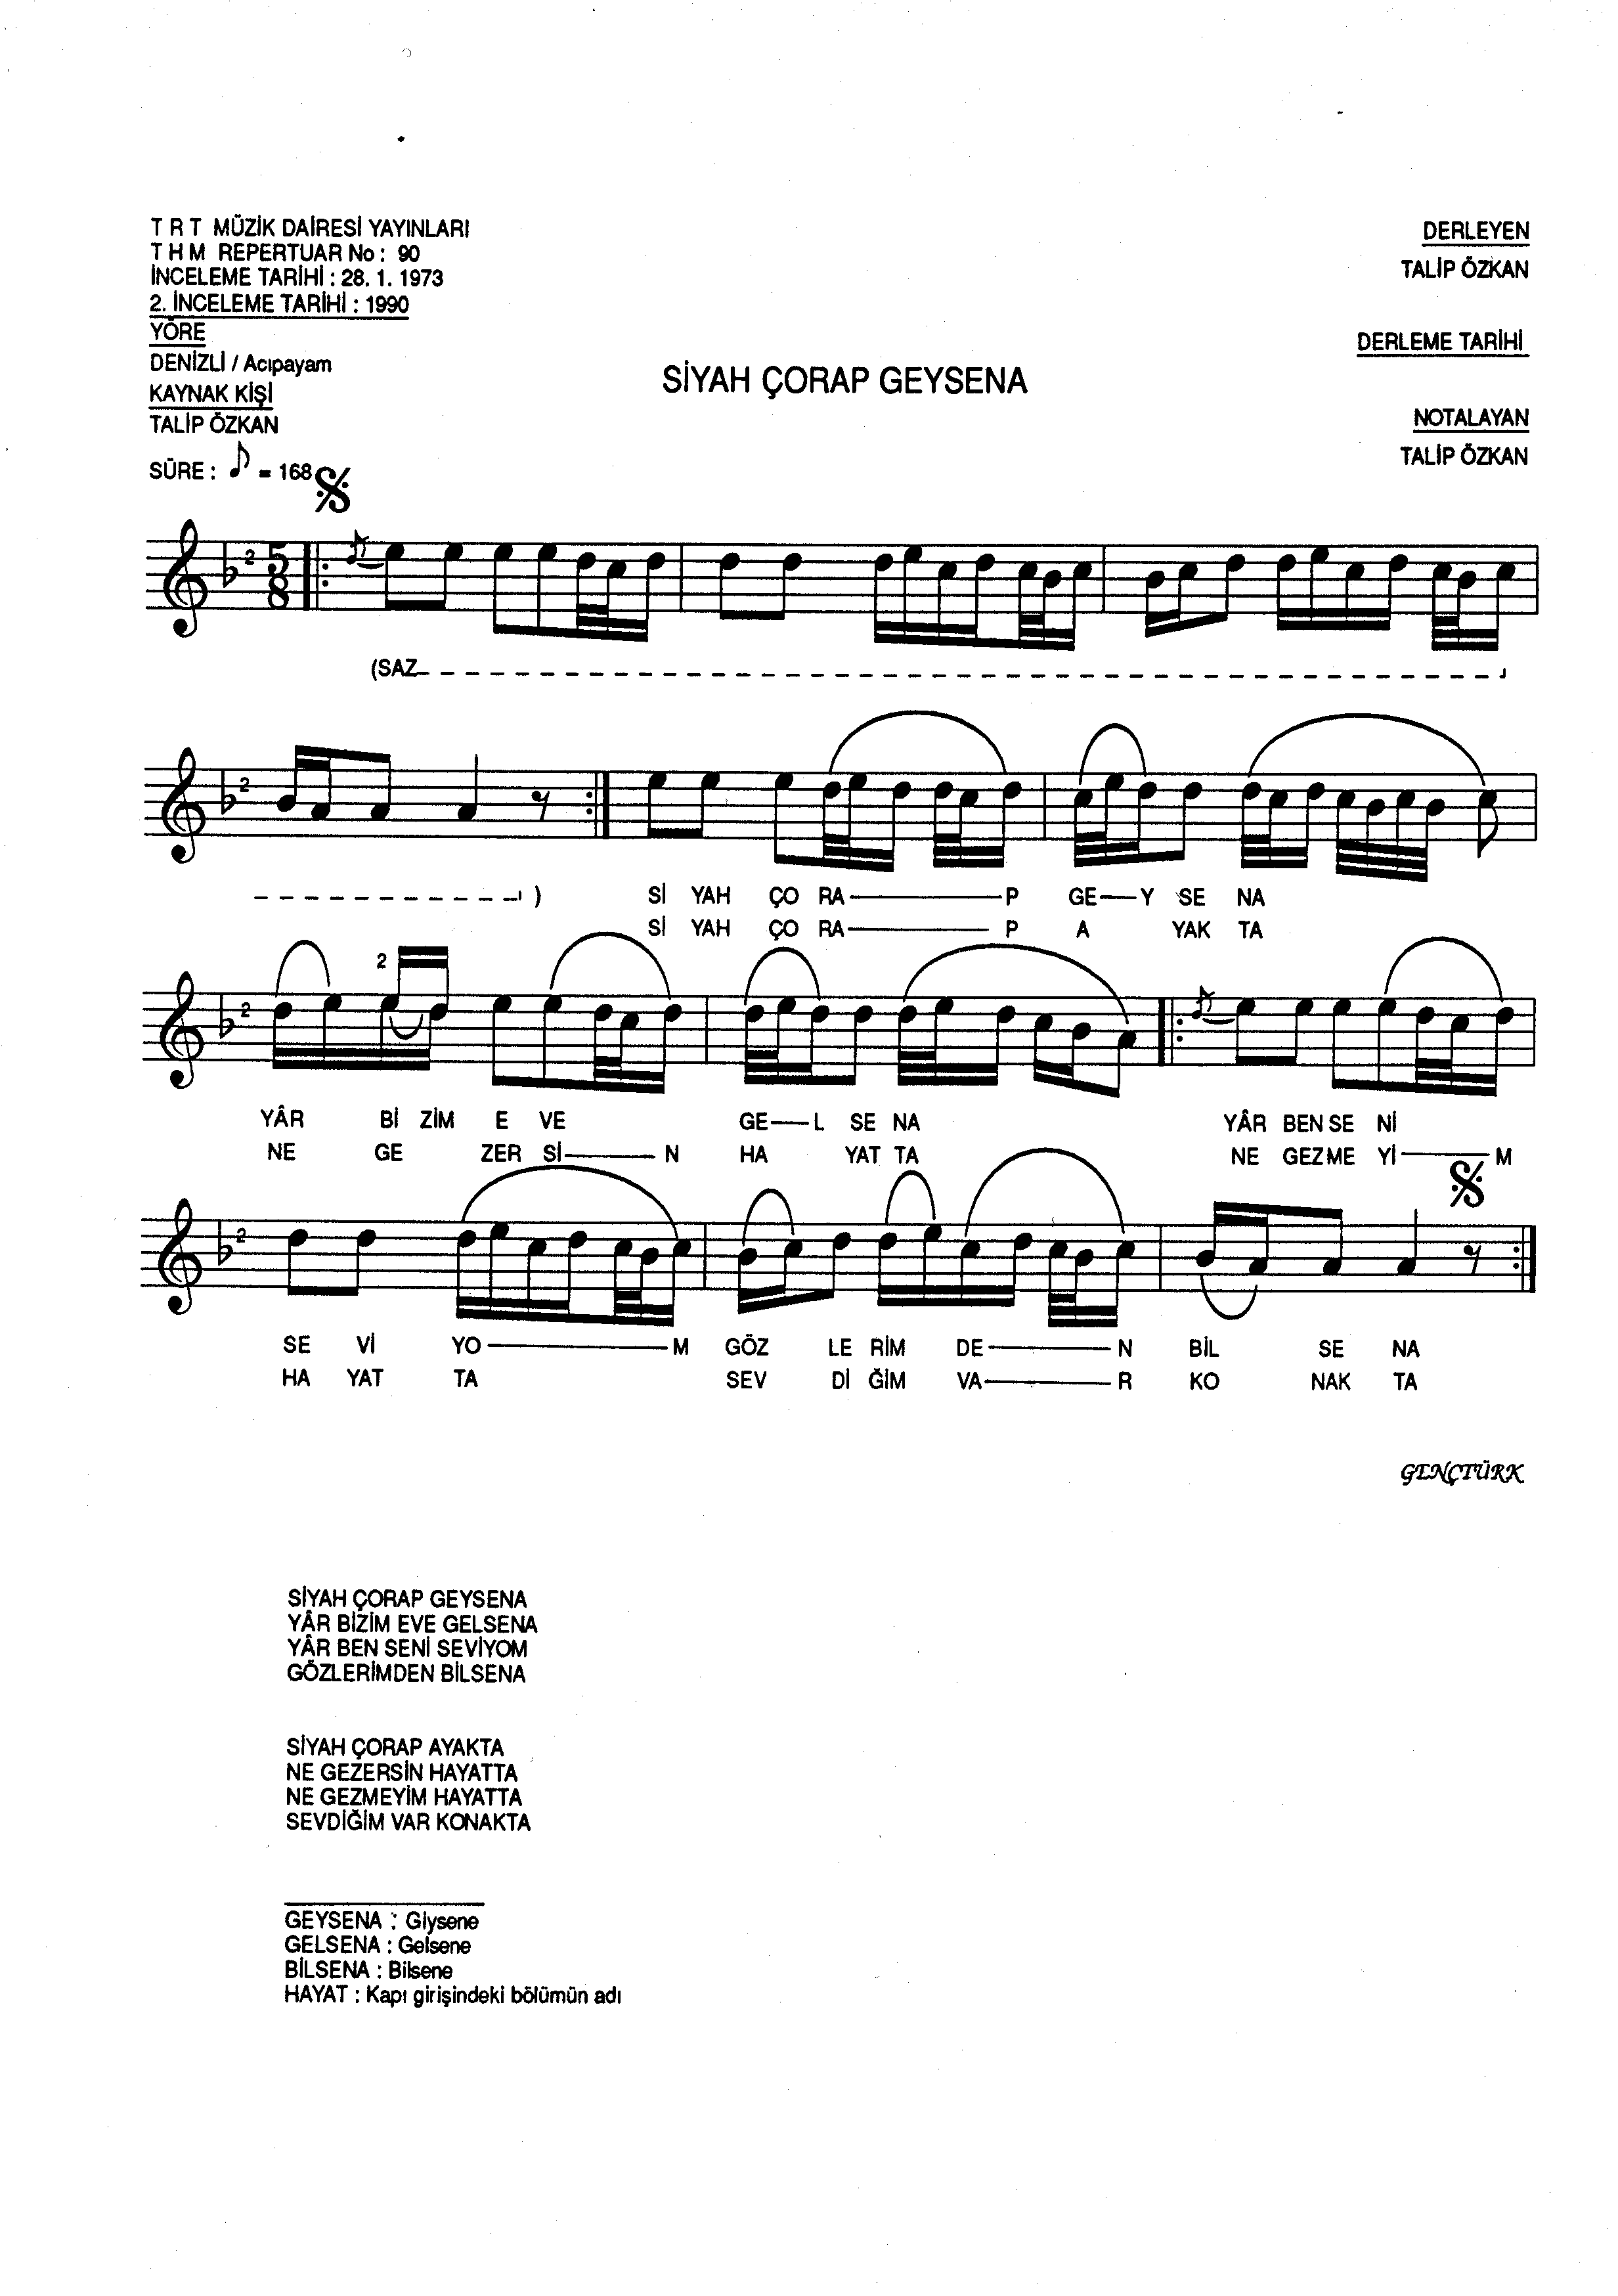 T R T MÜZİK DAİRESİ YAYINLARI
T H M REPERTUAR No : 90
İNCELEME TARİHİ : 28. 1. 1973
2. İNCELEME TARİHİ : 1990
YÖRE
DENİZLİ / Acıpayam
KAYNAK KİŞİ
TALİP ÖZKAN
SÜRE : ♪ = 168
DERLEYEN
TALİP ÖZKAN
DERLEME TARİHİ
NOTALAYAN
TALİP ÖZKAN
SİYAH ÇORAP GEYSENA
2 5 8
(SAZ
2
)
Sİ YAH ÇO RA P GE Y SE NA
Sİ YAH ÇO RA P A YAK TA
2 2
YÂR Bİ ZİM E VE GE L SE NA YÂR BEN SE Nİ
NE GE ZER Sİ N HA YAT TA NE GEZ ME Yİ M
2
SE Vİ YO M GÖZ LE RİM DE N BİL SE NA
HA YAT TA SEV Dİ ĞİM VA R KO NAK TA
GENÇTÜRK
SİYAH ÇORAP GEYSENA
YÂR BİZİM EVE GELSENA
YÂR BEN SENİ SEVİYOM
GÖZLERİMDEN BİLSENA
SİYAH ÇORAP AYAKTA
NE GEZERSİN HAYATTA
NE GEZMEYİM HAYATTA
SEVDİĞİM VAR KONAKTA
GEYSENA : Giysene
GELSENA : Gelsene
BİLSENA : Bilsene
HAYAT : Kapı girişindeki bölümün adı